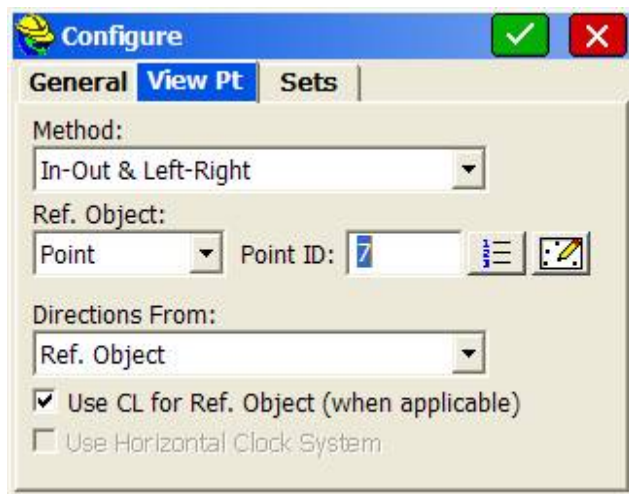 Configure
General View Pt Sets
Method:
In-Out & Left-Right
Ref. Object:
Point Point ID: 7
Directions From:
Ref. Object
Use CL for Ref. Object (when applicable)
Use Horizontal Clock System